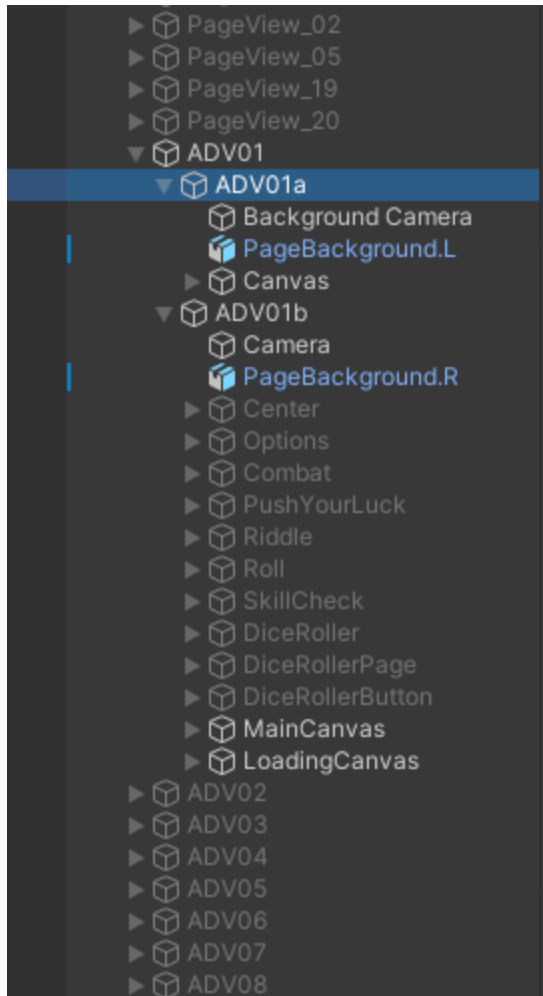 PageView_02
PageView_05
PageView_19
PageView_20
ADV01
ADV01a
Background Camera
PageBackground.L
Canvas
ADV01b
Camera
PageBackground.R
Center
Options
Combat
PushYourLuck
Riddle
Roll
SkillCheck
DiceRoller
DiceRollerPage
DiceRollerButton
MainCanvas
LoadingCanvas
ADV02
ADV03
ADV04
ADV05
ADV06
ADV07
ADV08